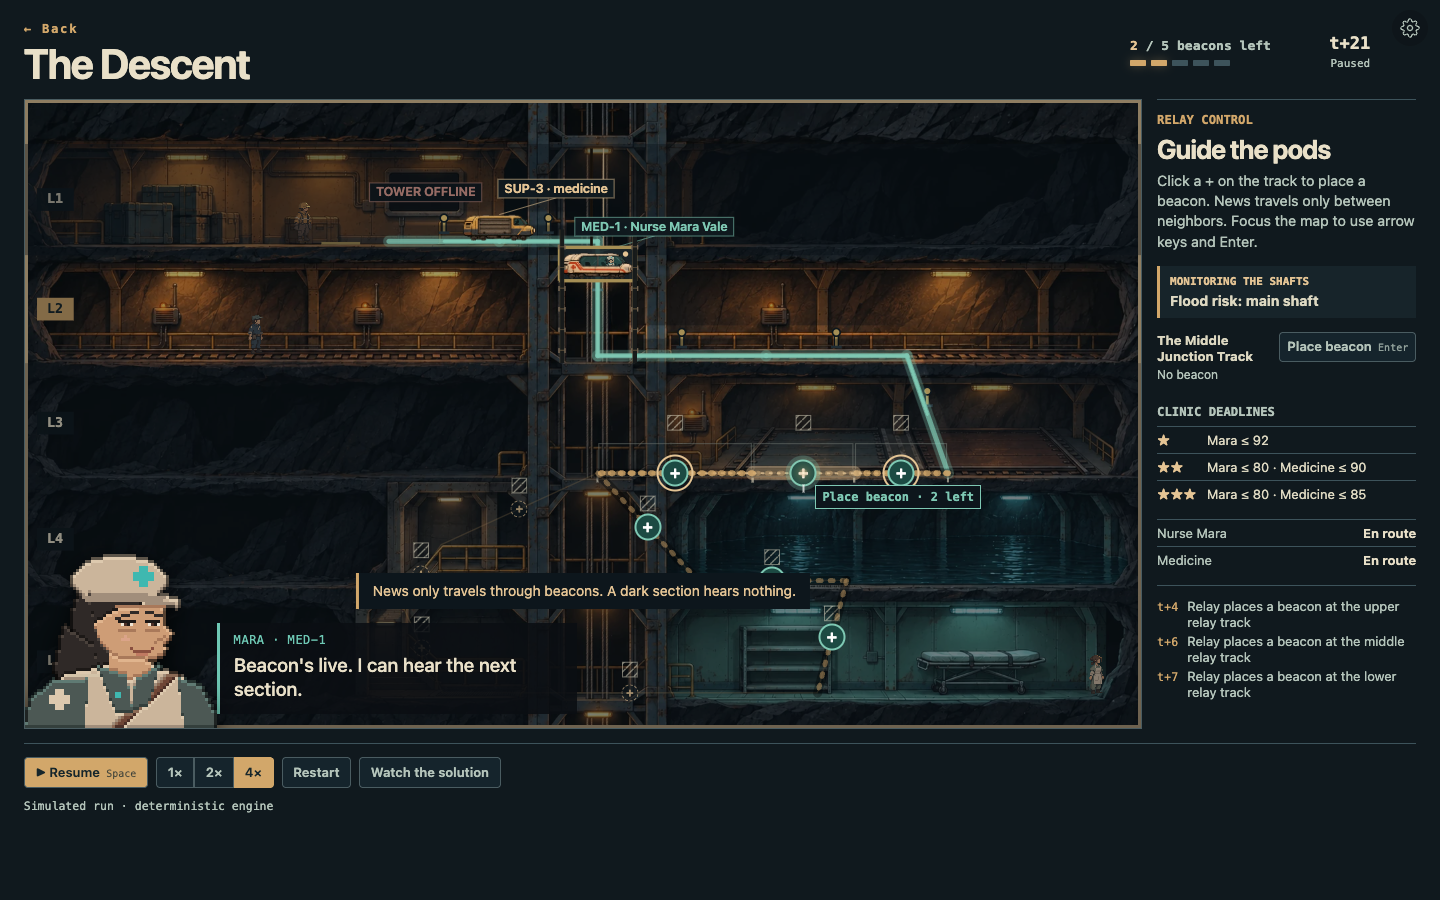 ← Back
The Descent
2 / 5 beacons left
t+21
Paused
TOWER OFFLINE
SUP-3 · medicine
MED-1 · Nurse Mara Vale
L1
L2
L3
L4
Place beacon · 2 left
News only travels through beacons. A dark section hears nothing.
MARA · MED-1
Beacon's live. I can hear the next
section.
RELAY CONTROL
Guide the pods
Click a + on the track to place a
beacon. News travels only between
neighbors. Focus the map to use arrow
keys and Enter.
MONITORING THE SHAFTS
Flood risk: main shaft
The Middle
Junction Track
No beacon
Place beacon Enter
CLINIC DEADLINES
★ Mara ≤ 92
★★ Mara ≤ 80 · Medicine ≤ 90
★★★ Mara ≤ 80 · Medicine ≤ 85
Nurse Mara En route
Medicine En route
t+4 Relay places a beacon at the upper
relay track
t+6 Relay places a beacon at the middle
relay track
t+7 Relay places a beacon at the lower
relay track
▶ Resume Space
1×
2×
4×
Restart
Watch the solution
Simulated run · deterministic engine